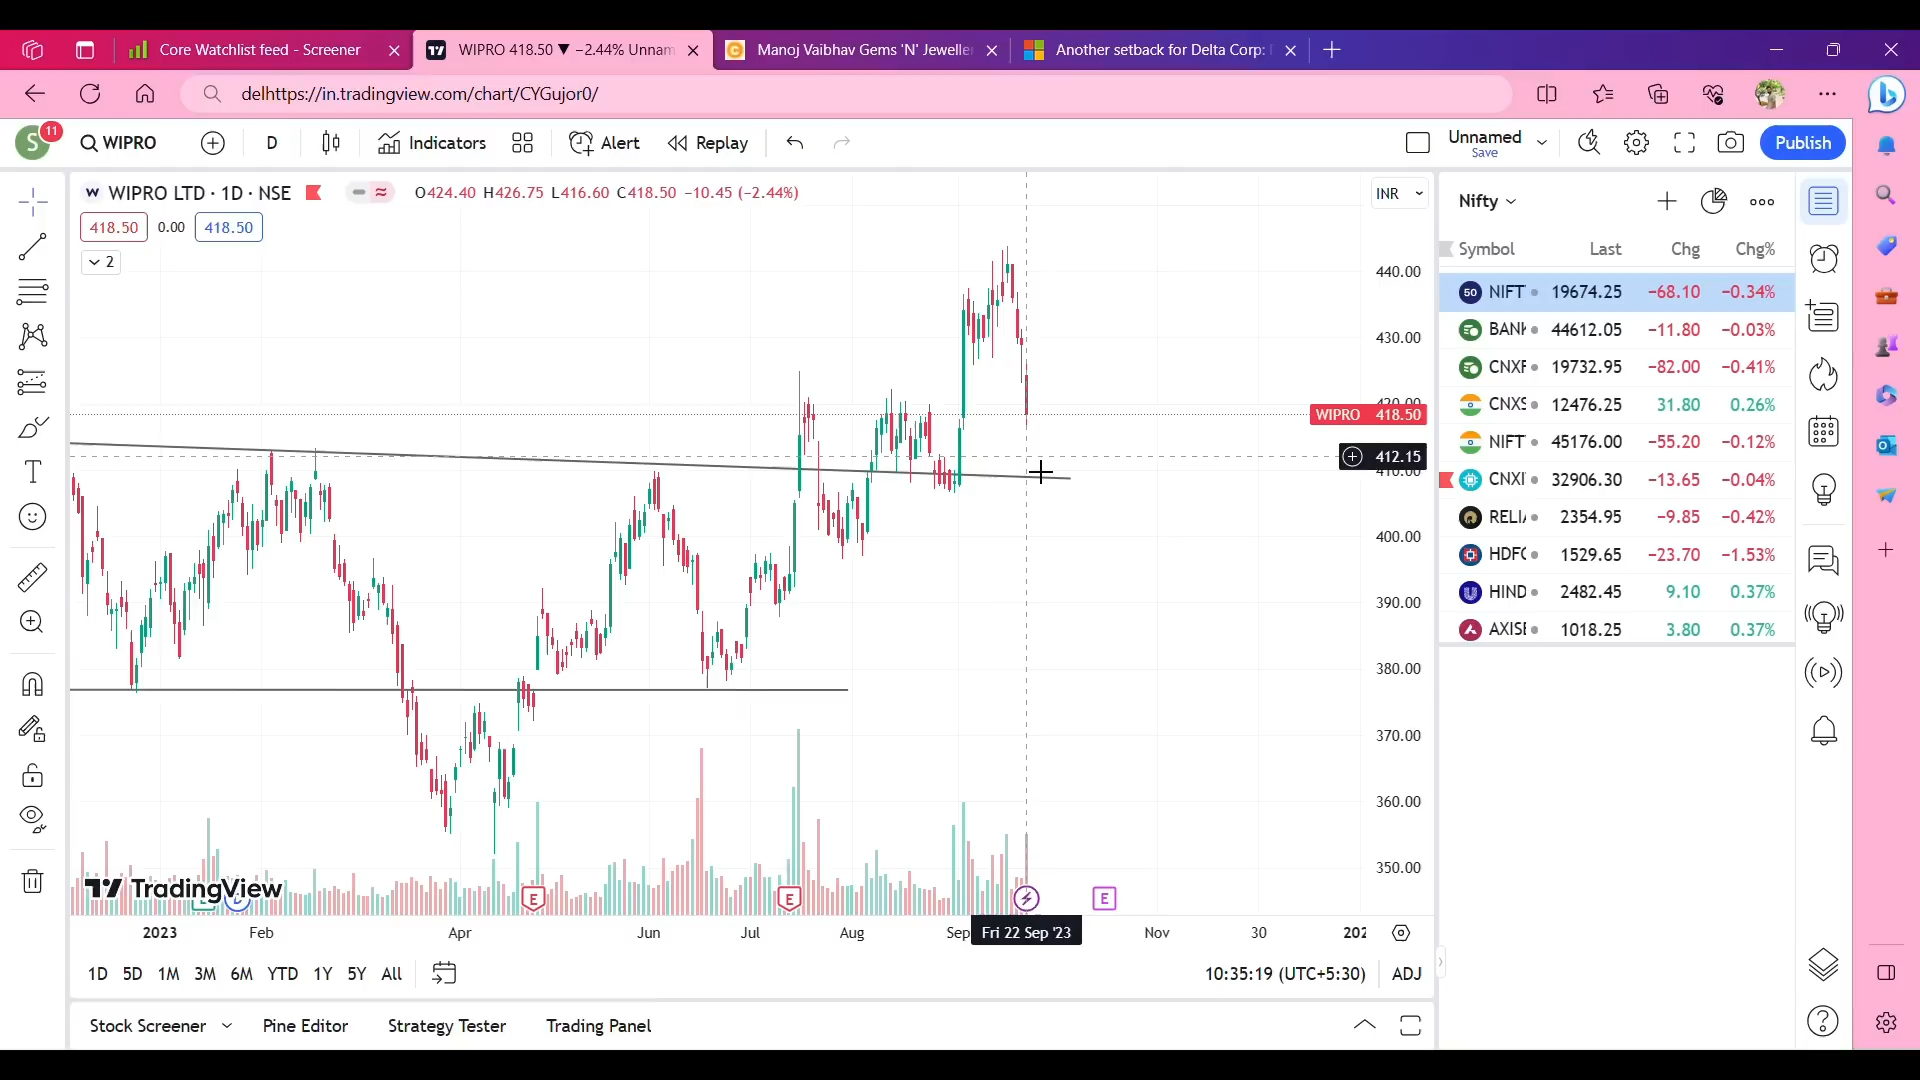 Core Watchlist feed - Screener
WIPRO 418.50 ▼ −2.44% Unnam
Manoj Vaibhav Gems 'N' Jeweller
Another setback for Delta Corp:
delhttps://in.tradingview.com/chart/CYGujor0/
S 11 WIPRO D Indicators Alert Replay Unnamed Save Publish
WIPRO LTD · 1D · NSE O424.40 H426.75 L416.60 C418.50 −10.45 (−2.44%) INR
418.50 0.00 418.50
2
440.00
430.00
420.00
WIPRO 418.50
412.15
410.00
400.00
390.00
380.00
370.00
360.00
350.00
TradingView
E E E
2023 Feb Apr Jun Jul Aug Sep Fri 22 Sep '23 Nov 30 202
1D 5D 1M 3M 6M YTD 1Y 5Y All 10:35:19 (UTC+5:30) ADJ
Stock Screener Pine Editor Strategy Tester Trading Panel
Nifty
Symbol Last Chg Chg%
50 NIFT 19674.25 −68.10 −0.34%
BANK 44612.05 −11.80 −0.03%
CNXF 19732.95 −82.00 −0.41%
CNXS 12476.25 31.80 0.26%
NIFT 45176.00 −55.20 −0.12%
CNXI 32906.30 −13.65 −0.04%
RELI 2354.95 −9.85 −0.42%
HDFC 1529.65 −23.70 −1.53%
HIND 2482.45 9.10 0.37%
AXISE 1018.25 3.80 0.37%